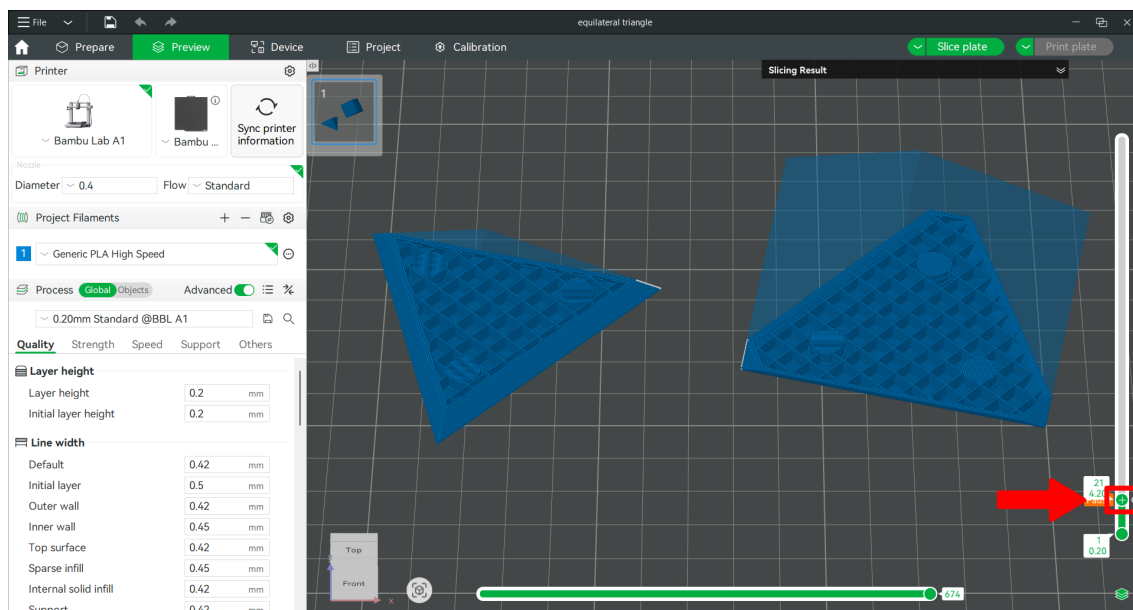 File
equilateral triangle
Prepare
Preview
Device
Project
Calibration
Slice plate
Print plate
Printer
Bambu Lab A1
Bambu ...
Sync printer
information
Nozzle
Diameter 0.4 Flow Standard
Project Filaments
1 Generic PLA High Speed
Process Global Objects Advanced
0.20mm Standard @BBL A1
Quality Strength Speed Support Others
Layer height
Layer height 0.2 mm
Initial layer height 0.2 mm
Line width
Default 0.42 mm
Initial layer 0.5 mm
Outer wall 0.42 mm
Inner wall 0.45 mm
Top surface 0.42 mm
Sparse infill 0.45 mm
Internal solid infill 0.42 mm
Support 0.42 mm
1
Slicing Result
21
4.20
1
0.20
Top
Front
x
674